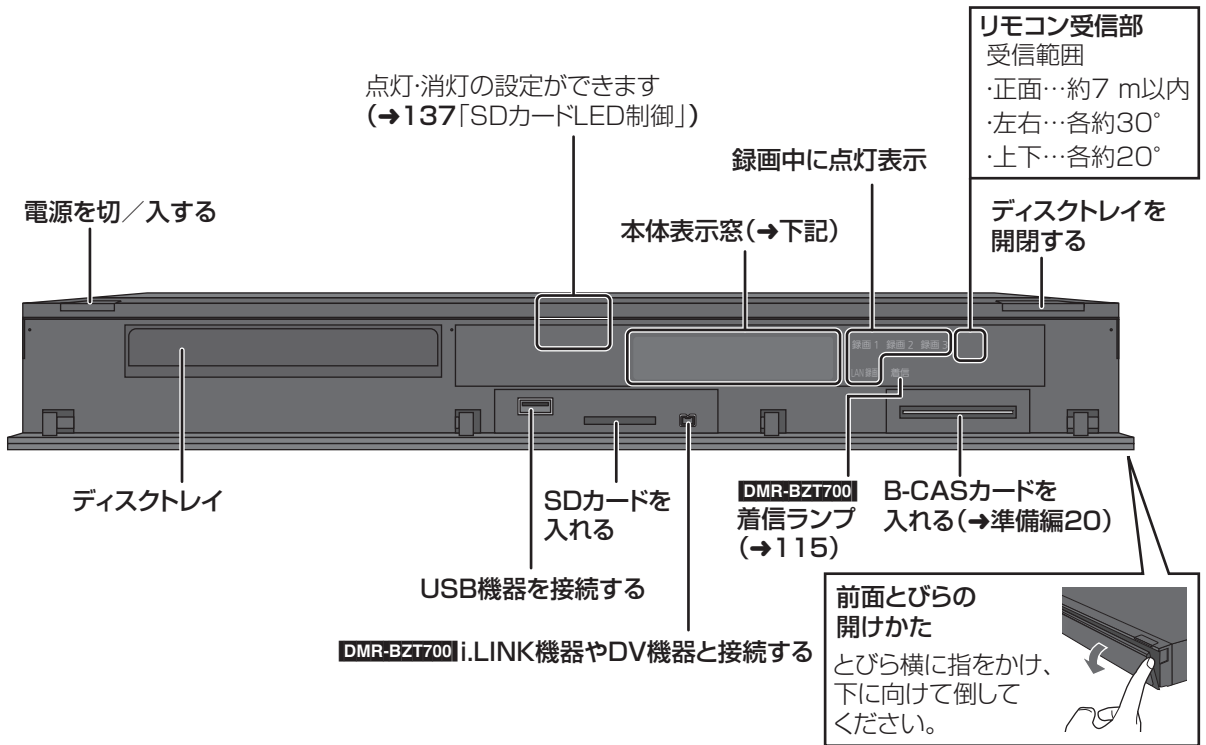 リモコン受信部
受信範囲
･正面…約7 m以内
･左右…各約30°
･上下…各約20°
点灯･消灯の設定ができます
(➜137「SDカードLED制御」)
録画中に点灯表示
電源を切／入する
本体表示窓(➜下記)
ディスクトレイを
開閉する
録画1 録画2 録画3
LAN録画 着信
ディスクトレイ
SDカードを
入れる
DMR-BZT700
着信ランプ
(➜115)
B-CASカードを
入れる(➜準備編20)
USB機器を接続する
DMR-BZT700 i.LINK機器やDV機器と接続する
前面とびらの
開けかた
とびら横に指をかけ、
下に向けて倒して
ください。